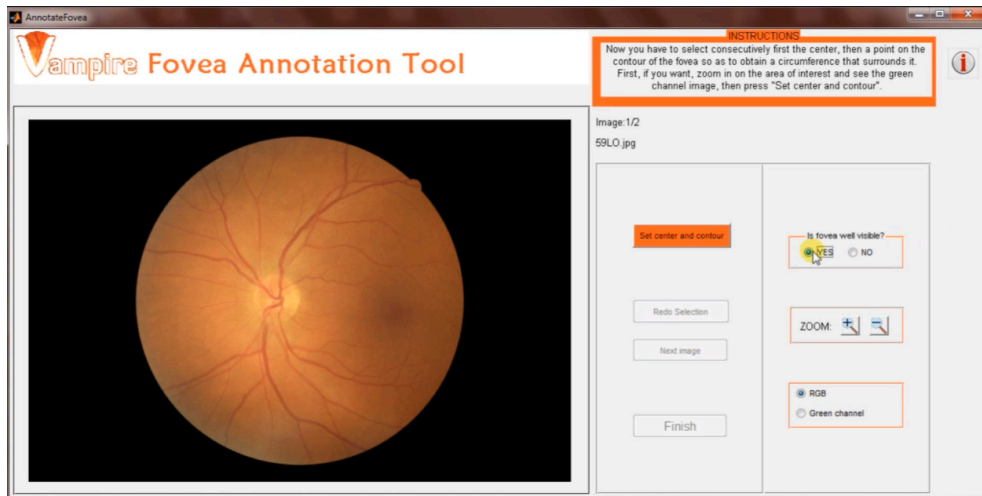 AnnotateFovea
Vampire Fovea Annotation Tool
INSTRUCTIONS
Now you have to select consecutively first the center, then a point on the
contour of the fovea so as to obtain a circumference that surrounds it.
First, if you want, zoom in on the area of interest and see the green
channel image, then press "Set center and contour".
Image:1/2
59LO.jpg
Set center and contour
Is fovea well visible?
YES NO
Redo Selection
ZOOM:
Next image
RGB
Green channel
Finish